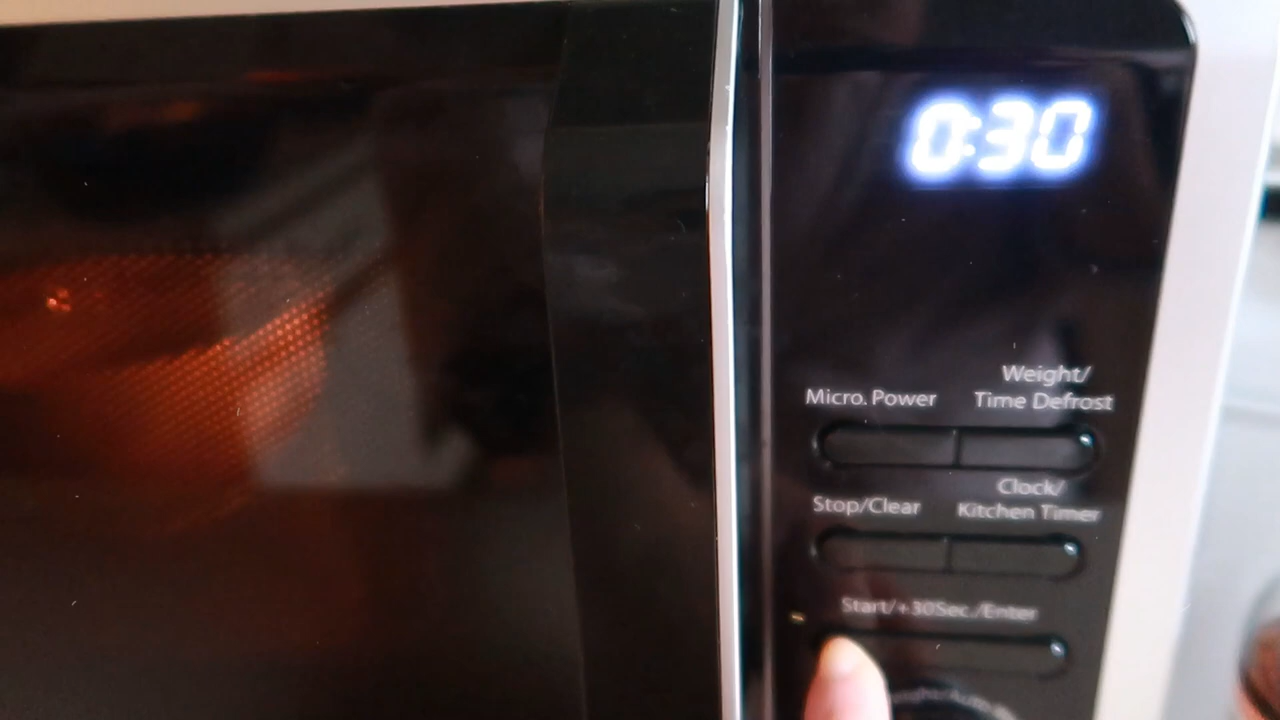 0:30
Weight/
Micro. Power Time Defrost
Clock/
Stop/Clear Kitchen Timer
Start/+30Sec./Enter